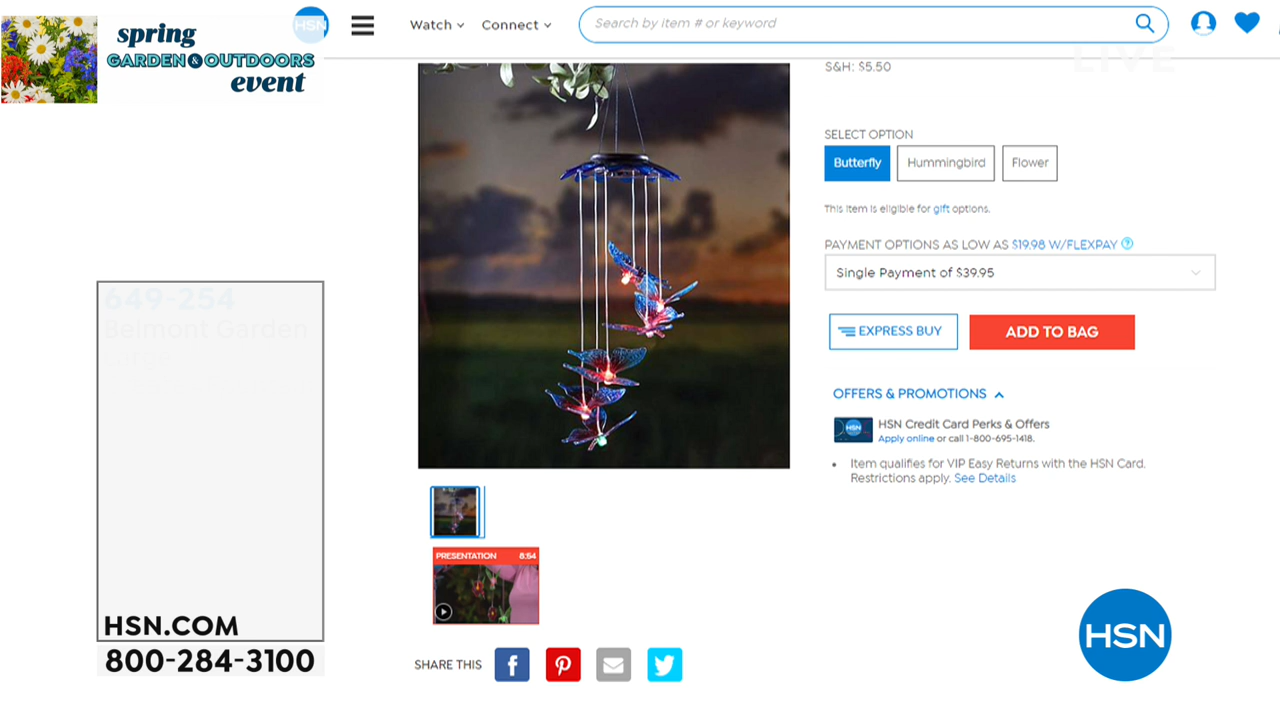 spring
GARDEN & OUTDOORS
event
HSN
Watch
Connect
Search by item # or keyword
LIVE
S&H: $5.50
SELECT OPTION
Butterfly
Hummingbird
Flower
This item is eligible for gift options.
PAYMENT OPTIONS AS LOW AS $19.98 W/FLEXPAY ?
Single Payment of $39.95
EXPRESS BUY
ADD TO BAG
OFFERS & PROMOTIONS
HSN
HSN Credit Card Perks & Offers
Apply online or call 1-800-695-1418.
• Item qualifies for VIP Easy Returns with the HSN Card.
Restrictions apply. See Details
649-254
Belmont Garden
HSN.COM
800-284-3100
PRESENTATION 8:54
SHARE THIS
HSN